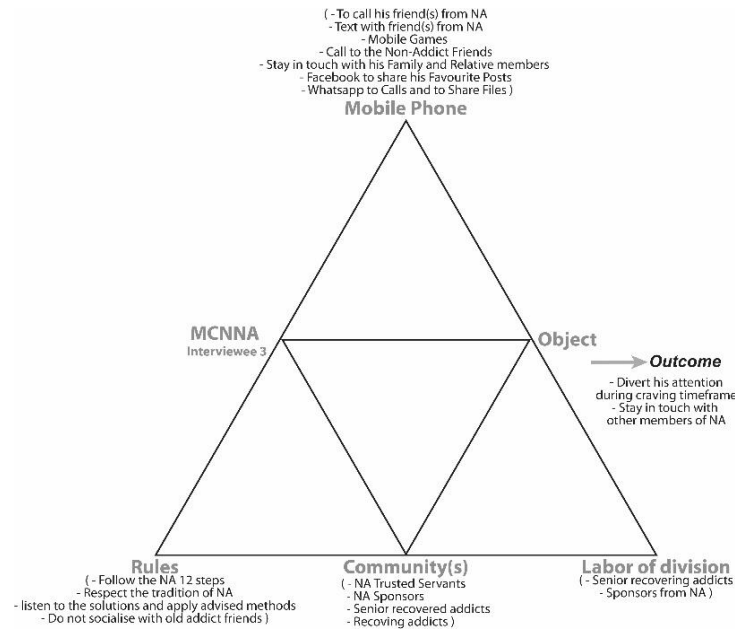 ( - To call his friend(s) from NA
- Text with friend(s) from NA
- Mobile Games
- Call to the Non-Addict Friends
- Stay in touch with his Family and Relative members
- Facebook to share his Favourite Posts
- Whatsapp to Calls and to Share Files )
Mobile Phone
MCNNA
Interviewee 3
Object
Outcome
- Divert his attention
during craving timeframe
- Stay in touch with
other members of NA
Rules
( - Follow the NA 12 steps
- Respect the tradition of NA
- listen to the solutions and apply advised methods
- Do not socialise with old addict friends )
Community(s)
( - NA Trusted Servants
- NA Sponsors
- Senior recovered addicts
- Recoving addicts )
Labor of division
( - Senior recovering addicts
- Sponsors from NA )